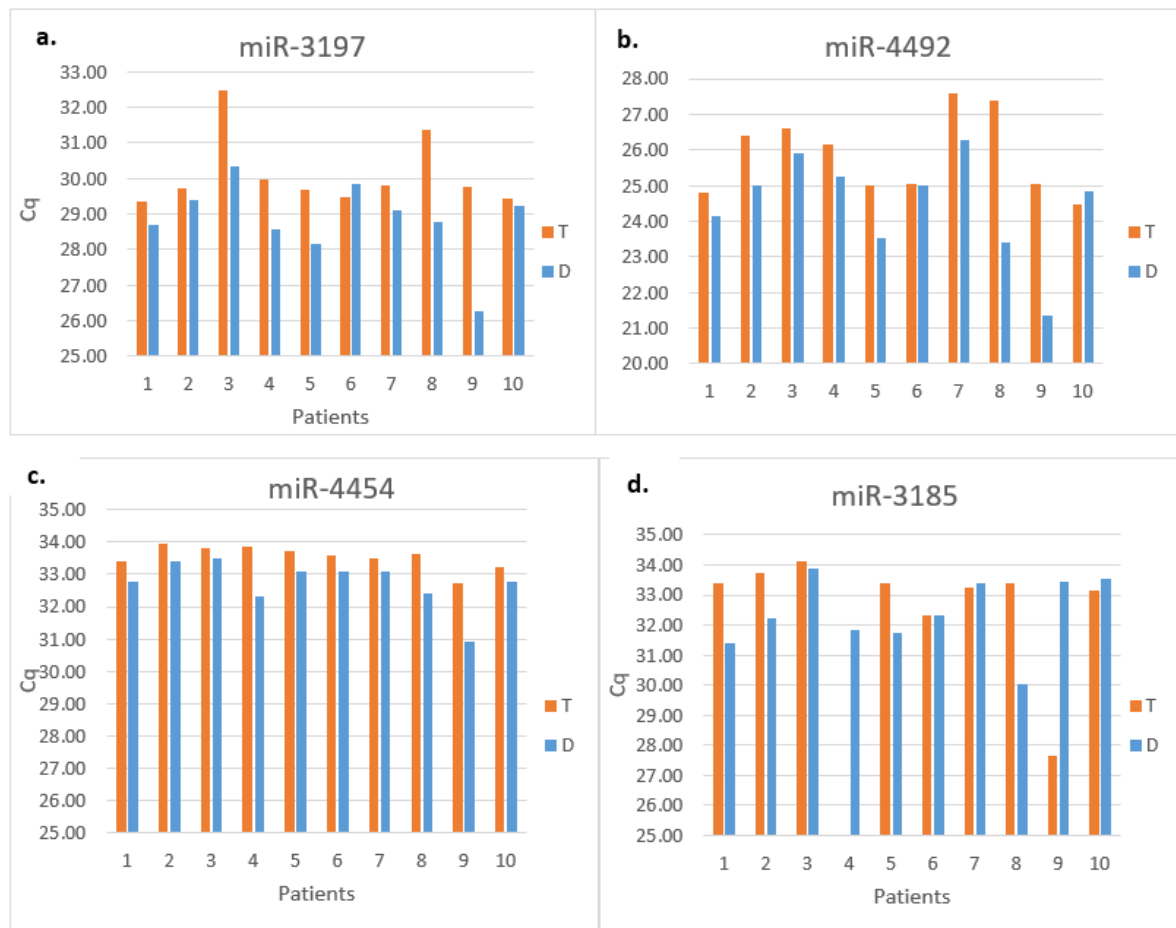 a.
miR-3197
33.00
32.00
31.00
30.00
29.00
28.00
27.00
26.00
25.00
Cq
1 2 3 4 5 6 7 8 9 10
Patients
T
D
b.
miR-4492
28.00
27.00
26.00
25.00
24.00
23.00
22.00
21.00
20.00
1 2 3 4 5 6 7 8 9 10
T
D
c.
miR-4454
35.00
34.00
33.00
32.00
31.00
30.00
29.00
28.00
27.00
26.00
25.00
Cq
1 2 3 4 5 6 7 8 9 10
Patients
T
D
d.
miR-3185
35.00
34.00
33.00
32.00
31.00
30.00
29.00
28.00
27.00
26.00
25.00
Cq
1 2 3 4 5 6 7 8 9 10
Patients
T
D